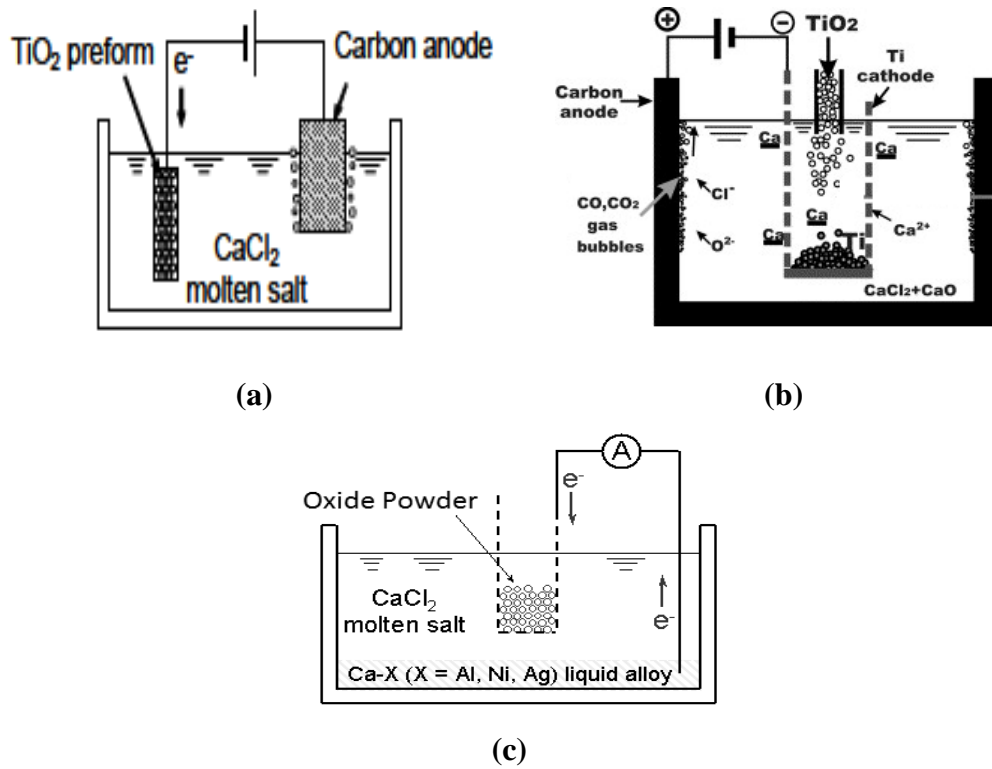 TiO₂ preform
e⁻
Carbon anode
CaCl₂
molten salt
(a)
+
−
TiO₂
Ti
cathode
Carbon
anode
Ca
Ca
Cl⁻
CO,CO₂
gas
bubbles
Ca
Ca
Ti
Ca²⁺
O²⁻
CaCl₂+CaO
(b)
A
e⁻
Oxide Powder
CaCl₂
molten salt
e⁻
Ca-X (X = Al, Ni, Ag) liquid alloy
(c)